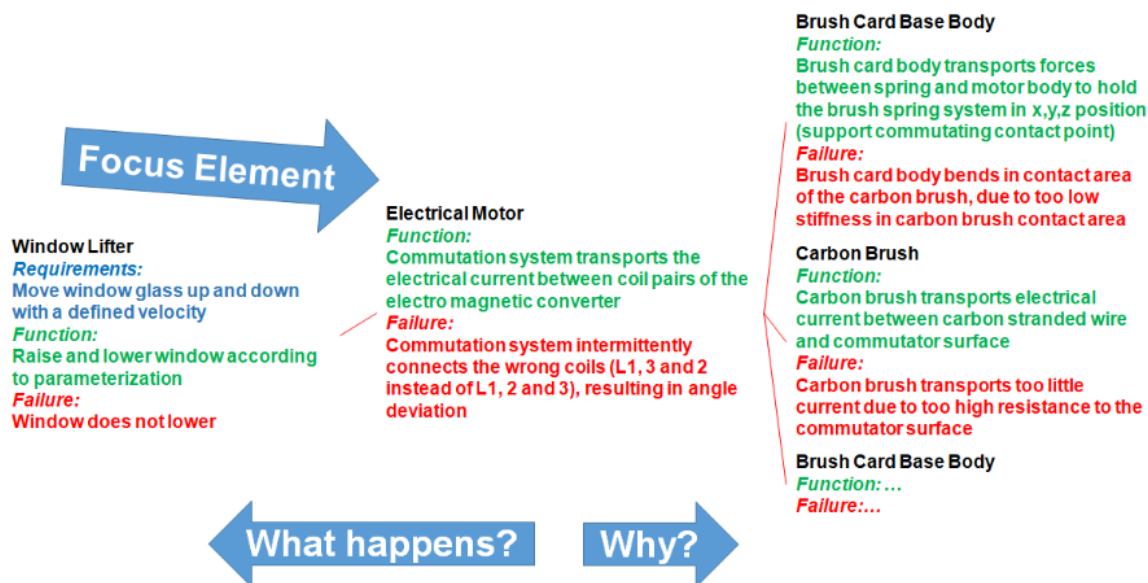 Focus Element
Window Lifter
Requirements:
Move window glass up and down
with a defined velocity
Function:
Raise and lower window according
to parameterization
Failure:
Window does not lower
Electrical Motor
Function:
Commutation system transports the
electrical current between coil pairs of the
electro magnetic converter
Failure:
Commutation system intermittently
connects the wrong coils (L1, 3 and 2
instead of L1, 2 and 3), resulting in angle
deviation
Brush Card Base Body
Function:
Brush card body transports forces
between spring and motor body to hold
the brush spring system in x,y,z position
(support commutating contact point)
Failure:
Brush card body bends in contact area
of the carbon brush, due to too low
stiffness in carbon brush contact area
Carbon Brush
Function:
Carbon brush transports electrical
current between carbon stranded wire
and commutator surface
Failure:
Carbon brush transports too little
current due to too high resistance to the
commutator surface
Brush Card Base Body
Function: …
Failure:…
What happens?
Why?